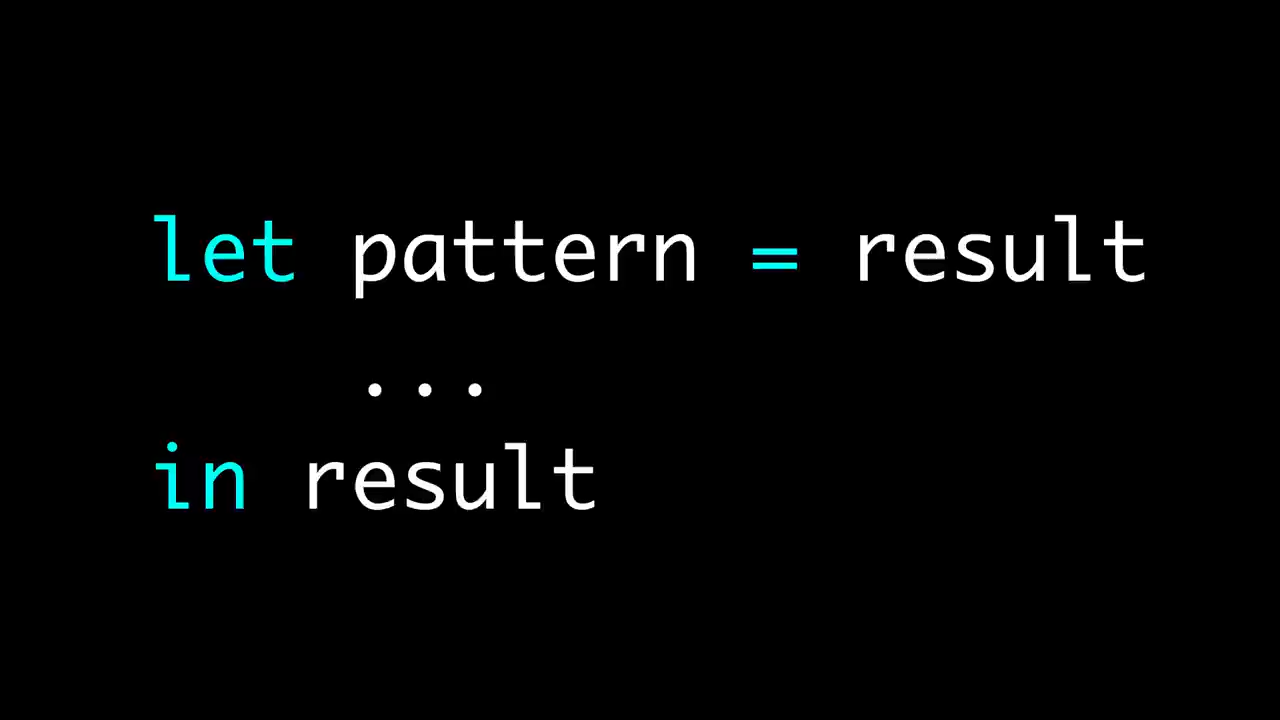 let pattern = result
...
in result